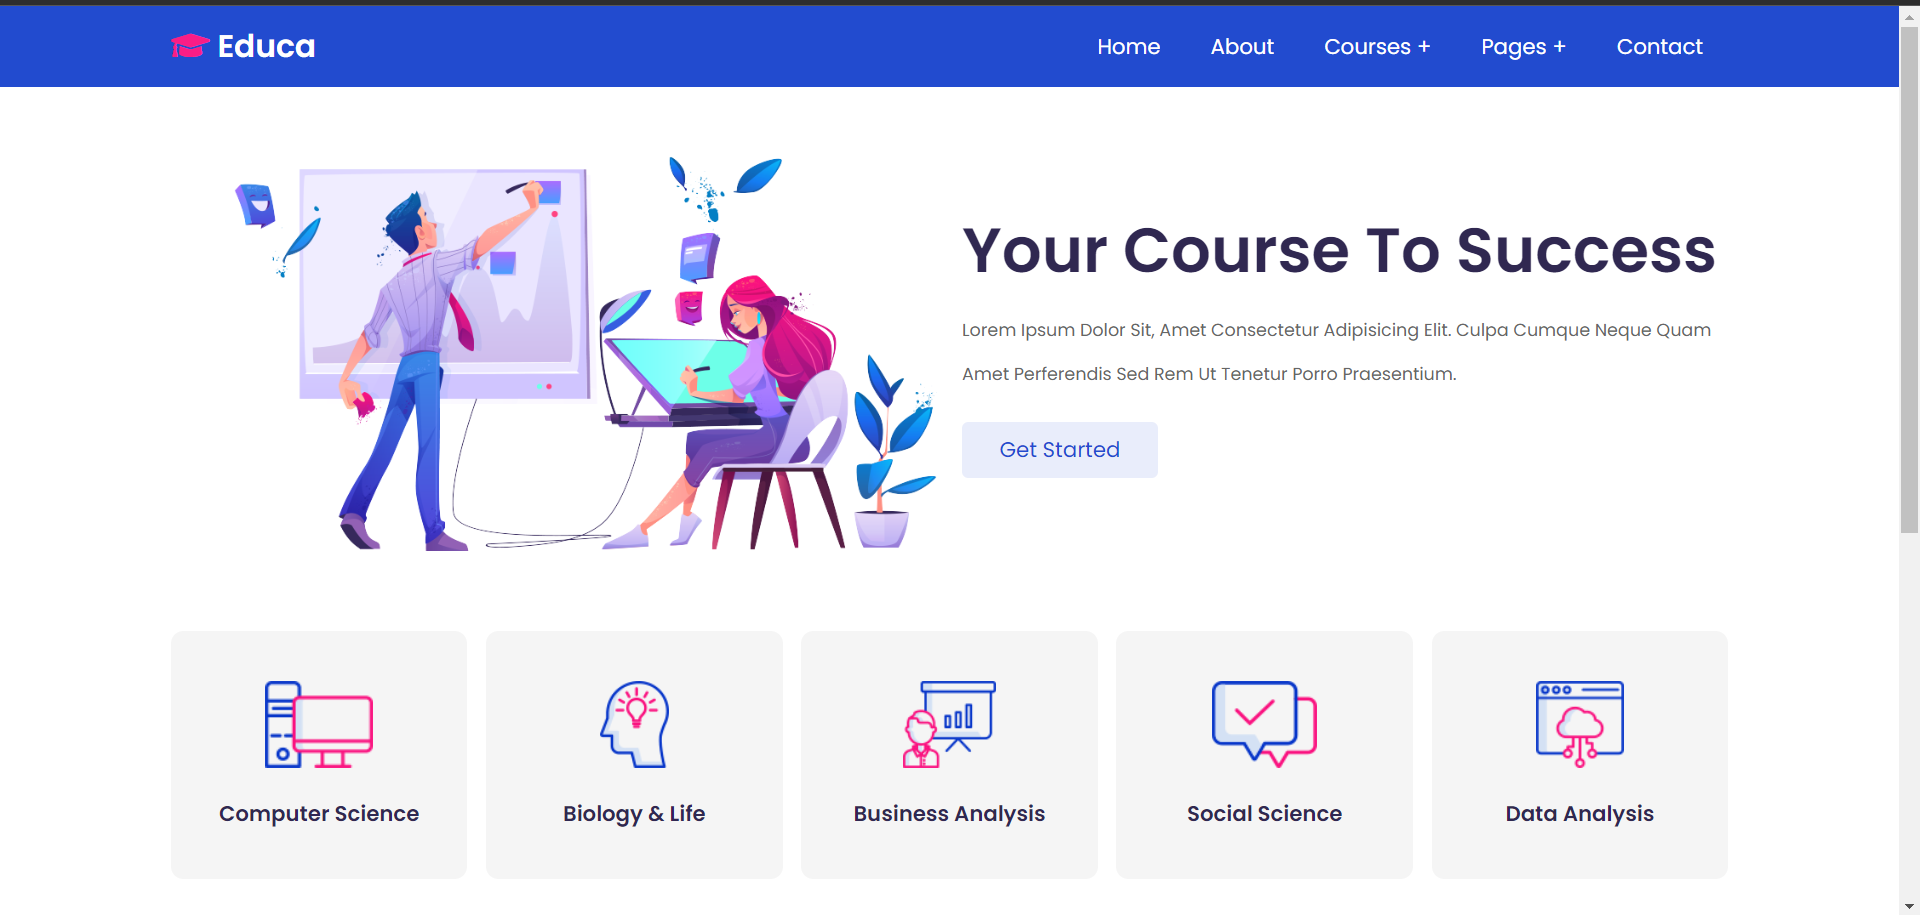 Educa
Home About Courses + Pages + Contact
Your Course To Success
Lorem Ipsum Dolor Sit, Amet Consectetur Adipisicing Elit. Culpa Cumque Neque Quam
Amet Perferendis Sed Rem Ut Tenetur Porro Praesentium.
Get Started
Computer Science
Biology & Life
Business Analysis
Social Science
Data Analysis